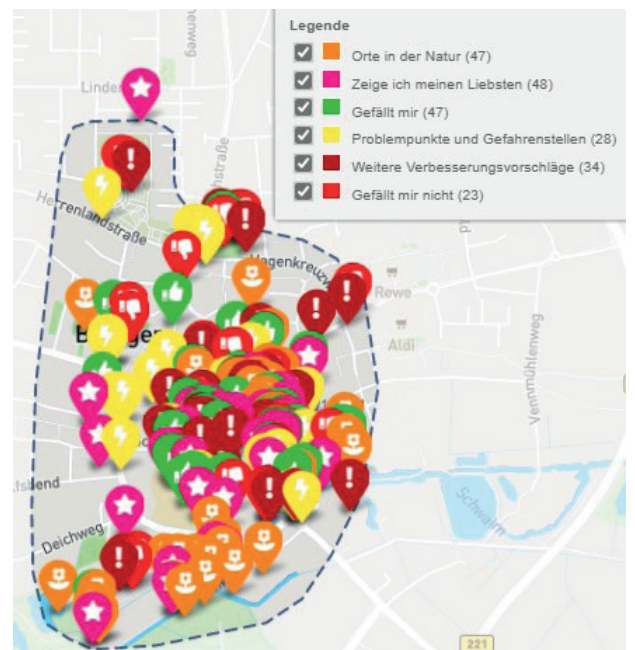 Legende
Orte in der Natur (47)
Zeige ich meinen Liebsten (48)
Gefällt mir (47)
Problempunkte und Gefahrenstellen (28)
Weitere Verbesserungsvorschläge (34)
Gefällt mir nicht (23)
Herrenlandstraße
Rewe
Aldi
Vennmühlenweg
Schwalm
Deichweg
221